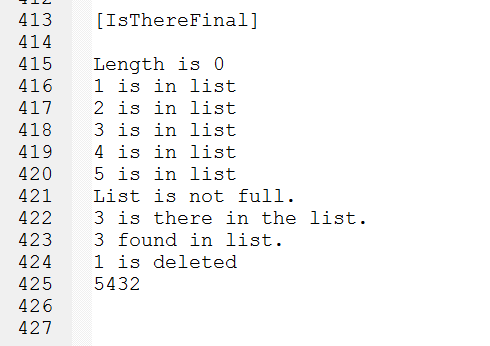 413 [IsThereFinal]
414
415 Length is 0
416 1 is in list
417 2 is in list
418 3 is in list
419 4 is in list
420 5 is in list
421 List is not full.
422 3 is there in the list.
423 3 found in list.
424 1 is deleted
425 5432
426
427